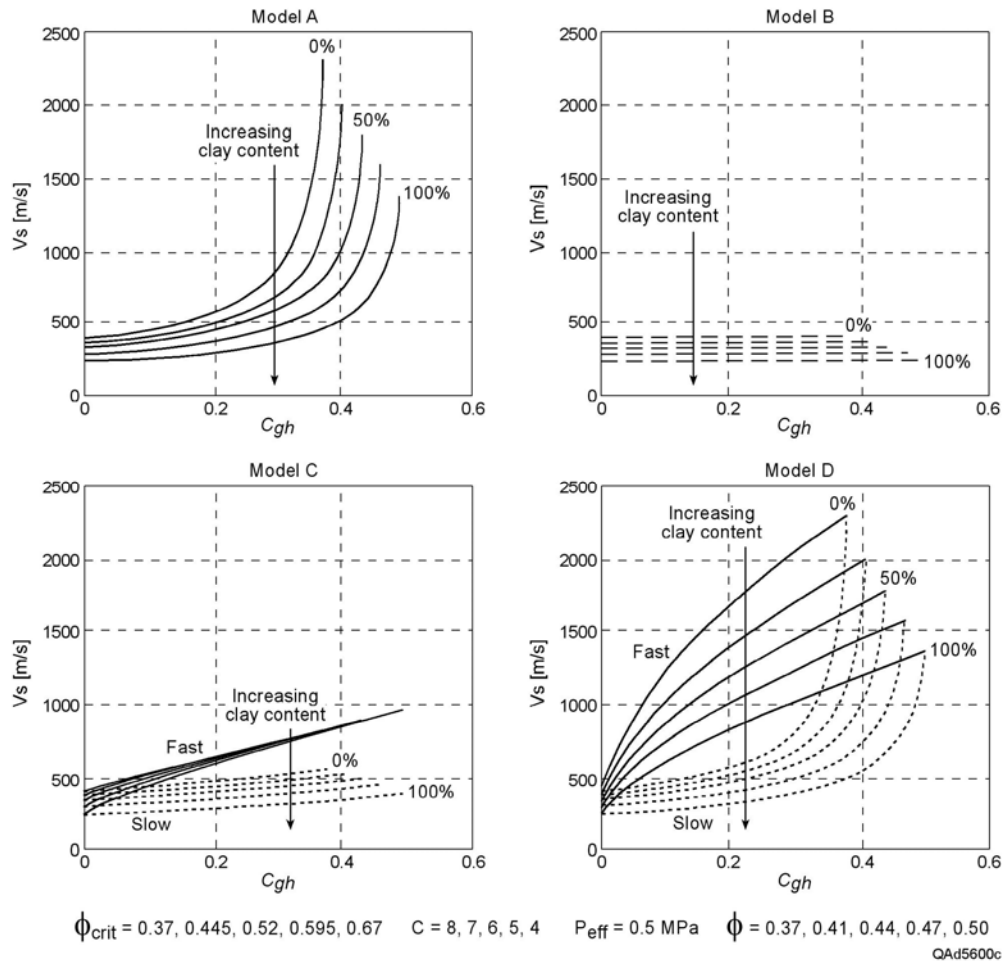 Model A
2500
2000
1500
1000
500
0
Vs [m/s]
0%
50%
100%
Increasing
clay content
0
0.2
0.4
0.6
Cgh
Model B
2500
2000
1500
1000
500
0
Vs [m/s]
Increasing
clay content
0%
100%
0
0.2
0.4
0.6
Cgh
Model C
2500
2000
1500
1000
500
0
Vs [m/s]
Increasing
clay content
Fast
0%
100%
Slow
0
0.2
0.4
0.6
Cgh
Model D
2500
2000
1500
1000
500
0
Vs [m/s]
Increasing
clay content
0%
50%
Fast
100%
Slow
0
0.2
0.4
0.6
Cgh
ϕcrit = 0.37, 0.445, 0.52, 0.595, 0.67 C = 8, 7, 6, 5, 4 Peff = 0.5 MPa ϕ = 0.37, 0.41, 0.44, 0.47, 0.50
QAd5600c